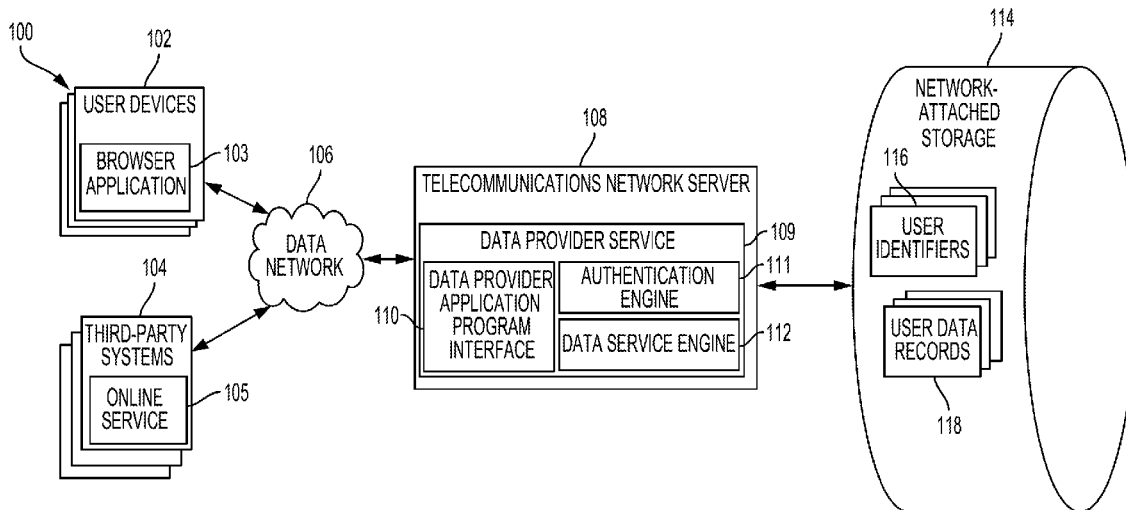 100
102
USER DEVICES
BROWSER
APPLICATION
103
104
THIRD-PARTY
SYSTEMS
ONLINE
SERVICE
105
106
DATA
NETWORK
108
TELECOMMUNICATIONS NETWORK SERVER
DATA PROVIDER SERVICE
109
DATA PROVIDER
APPLICATION
PROGRAM
INTERFACE
110
AUTHENTICATION
ENGINE
111
DATA SERVICE ENGINE
112
114
NETWORK-
ATTACHED
STORAGE
116
USER
IDENTIFIERS
USER DATA
RECORDS
118